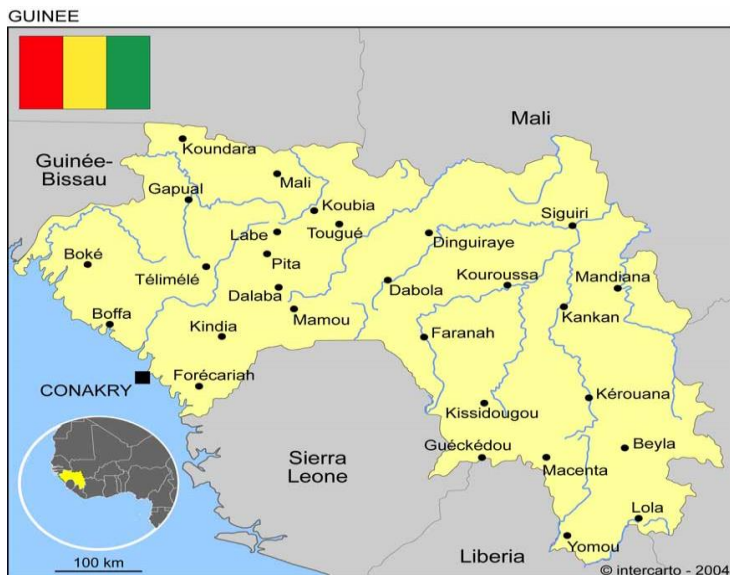 GUINEE
Mali
Guinée-
Bissau
Koundara
Mali
Gapual
Koubia
Labe
Tougué
Siguiri
Dinguiraye
Boké
Pita
Télimélé
Kouroussa
Mandiana
Dalaba
Dabola
Boffa
Mamou
Kankan
Kindia
Faranah
Forécariah
CONAKRY
Kérouana
Kissidougou
Sierra
Leone
Guéckédou
Macenta
Beyla
Lola
Yomou
Liberia
100 km
© intercarto - 2004